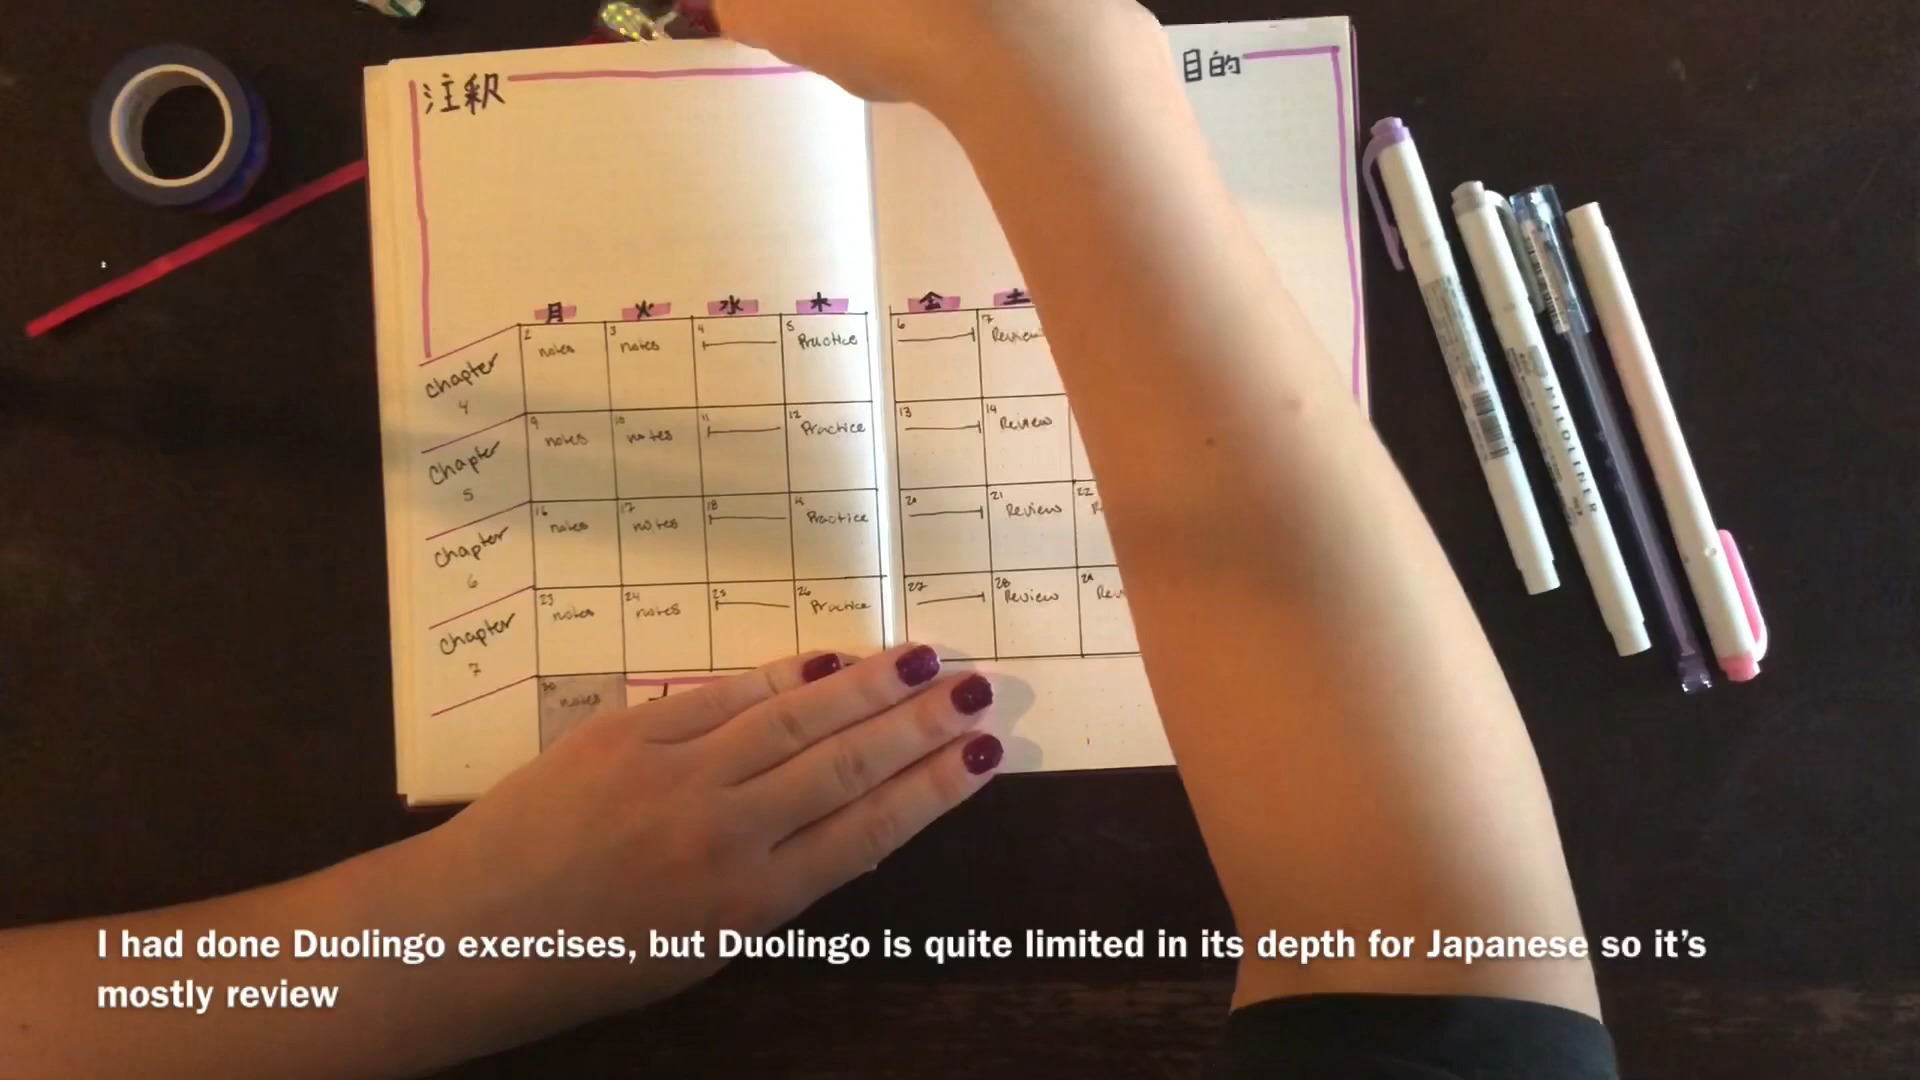 注釈
目的
月 火 水 木 金 土
2 3 4 5 6 7
notes notes Practice Review
Chapter
4
9 10 11 12 13 14
notes notes Practice Review
Chapter
5
16 17 18 20 21 22
notes notes Practice Review
Chapter
6
23 24 25 26 27 28 29
notes notes Practice Review
Chapter
7
30
notes
MILDLINER
I had done Duolingo exercises, but Duolingo is quite limited in its depth for Japanese so it’s
mostly review